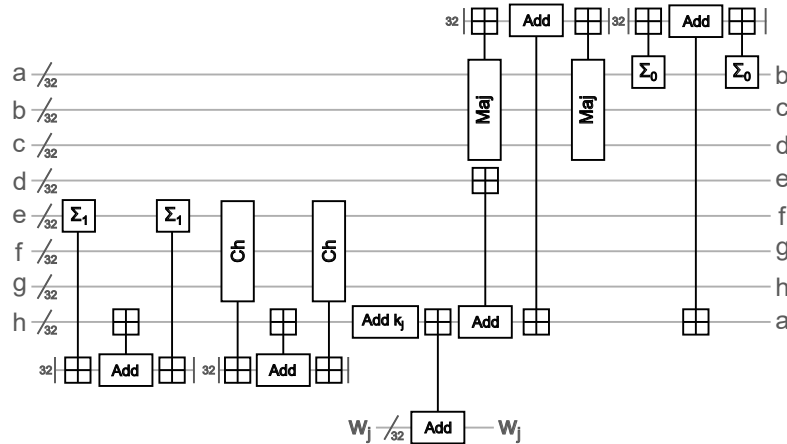 32 Add 32 Add
a 32 Σ₀ Σ₀ b
b 32 Maj Maj c
c 32 d
d 32 e
e 32 Σ₁ Σ₁ f
f 32 Ch Ch g
g 32 h
h 32 Add kⱼ Add a
32 Add 32 Add
Wⱼ 32 Add Wⱼ